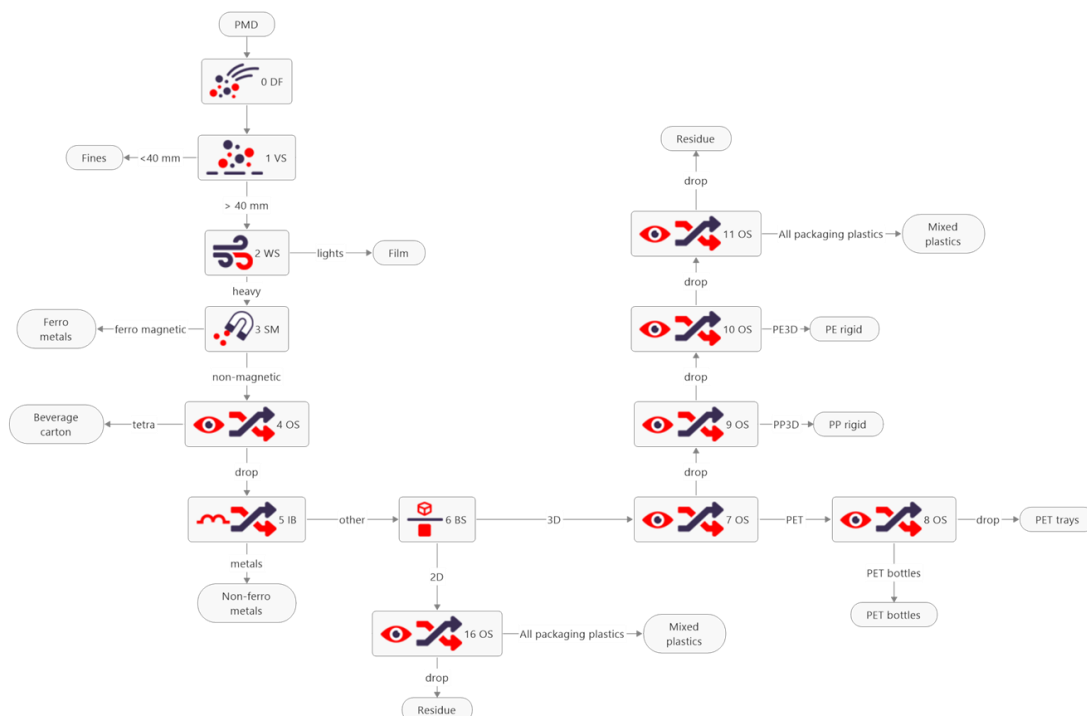 PMD
0 DF
Fines
<40 mm
1 VS
> 40 mm
2 WS
lights
Film
heavy
Ferro
metals
ferro magnetic
3 SM
non-magnetic
Beverage
carton
tetra
4 OS
drop
5 IB
other
6 BS
3D
metals
Non-ferro
metals
2D
16 OS
All packaging plastics
Mixed
plastics
drop
Residue
Residue
drop
11 OS
All packaging plastics
Mixed
plastics
drop
10 OS
PE3D
PE rigid
drop
9 OS
PP3D
PP rigid
drop
7 OS
PET
8 OS
drop
PET trays
PET bottles
PET bottles